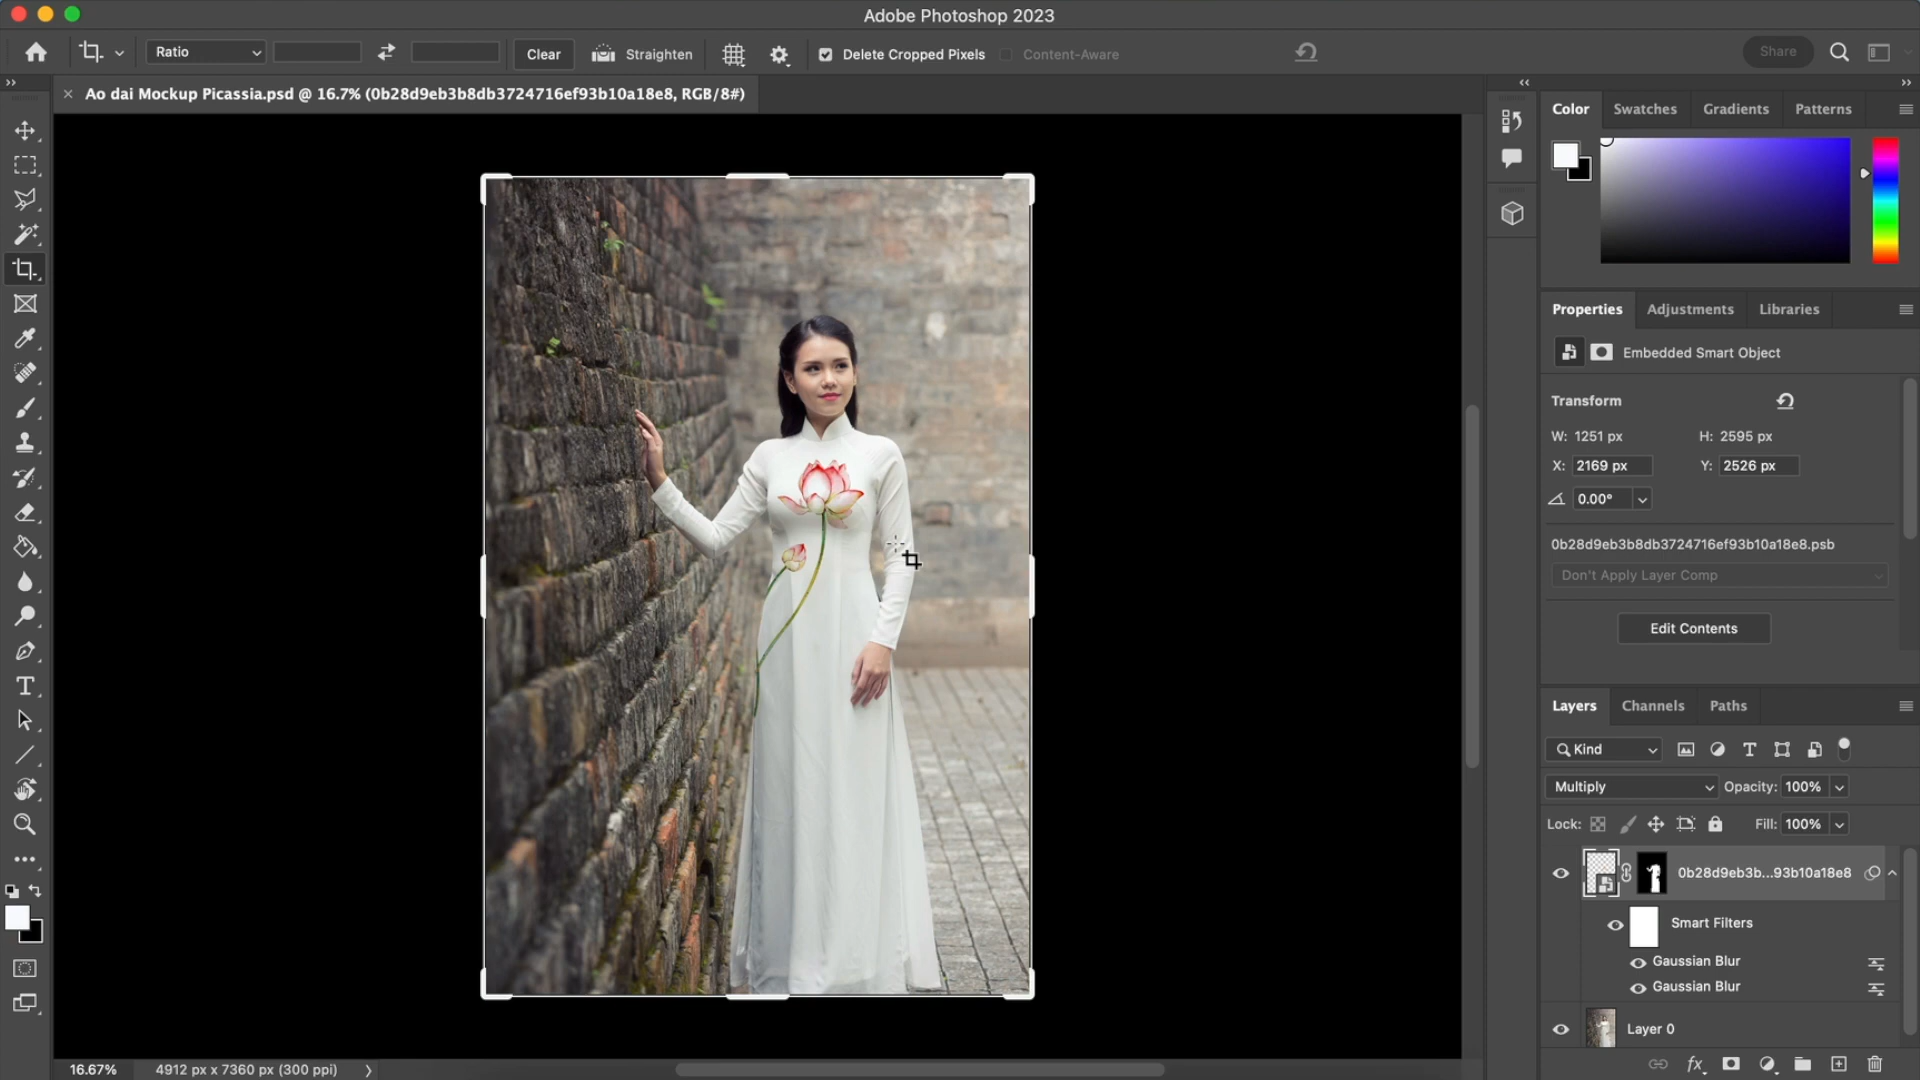 Adobe Photoshop 2023
Ratio
Clear
Straighten
Delete Cropped Pixels
Content-Aware
Share
Ao dai Mockup Picassia.psd @ 16.7% (0b28d9eb3b8db3724716ef93b10a18e8, RGB/8#)
Color
Swatches
Gradients
Patterns
Properties
Adjustments
Libraries
Embedded Smart Object
Transform
W: 1251 px
H: 2595 px
X: 2169 px
Y: 2526 px
0.00°
0b28d9eb3b8db3724716ef93b10a18e8.psb
Don't Apply Layer Comp
Edit Contents
Layers
Channels
Paths
Kind
Multiply
Opacity: 100%
Lock:
Fill: 100%
0b28d9eb3b...93b10a18e8
Smart Filters
Gaussian Blur
Gaussian Blur
Layer 0
fx
16.67%
4912 px x 7360 px (300 ppi)